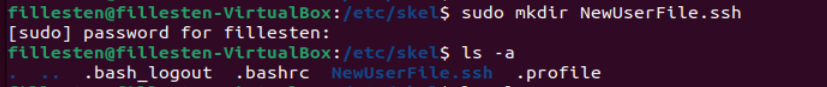 fillesten@fillesten-VirtualBox:/etc/skel$ sudo mkdir NewUserFile.ssh
[sudo] password for fillesten:
fillesten@fillesten-VirtualBox:/etc/skel$ ls -a
.  ..  .bash_logout  .bashrc  NewUserFile.ssh  .profile